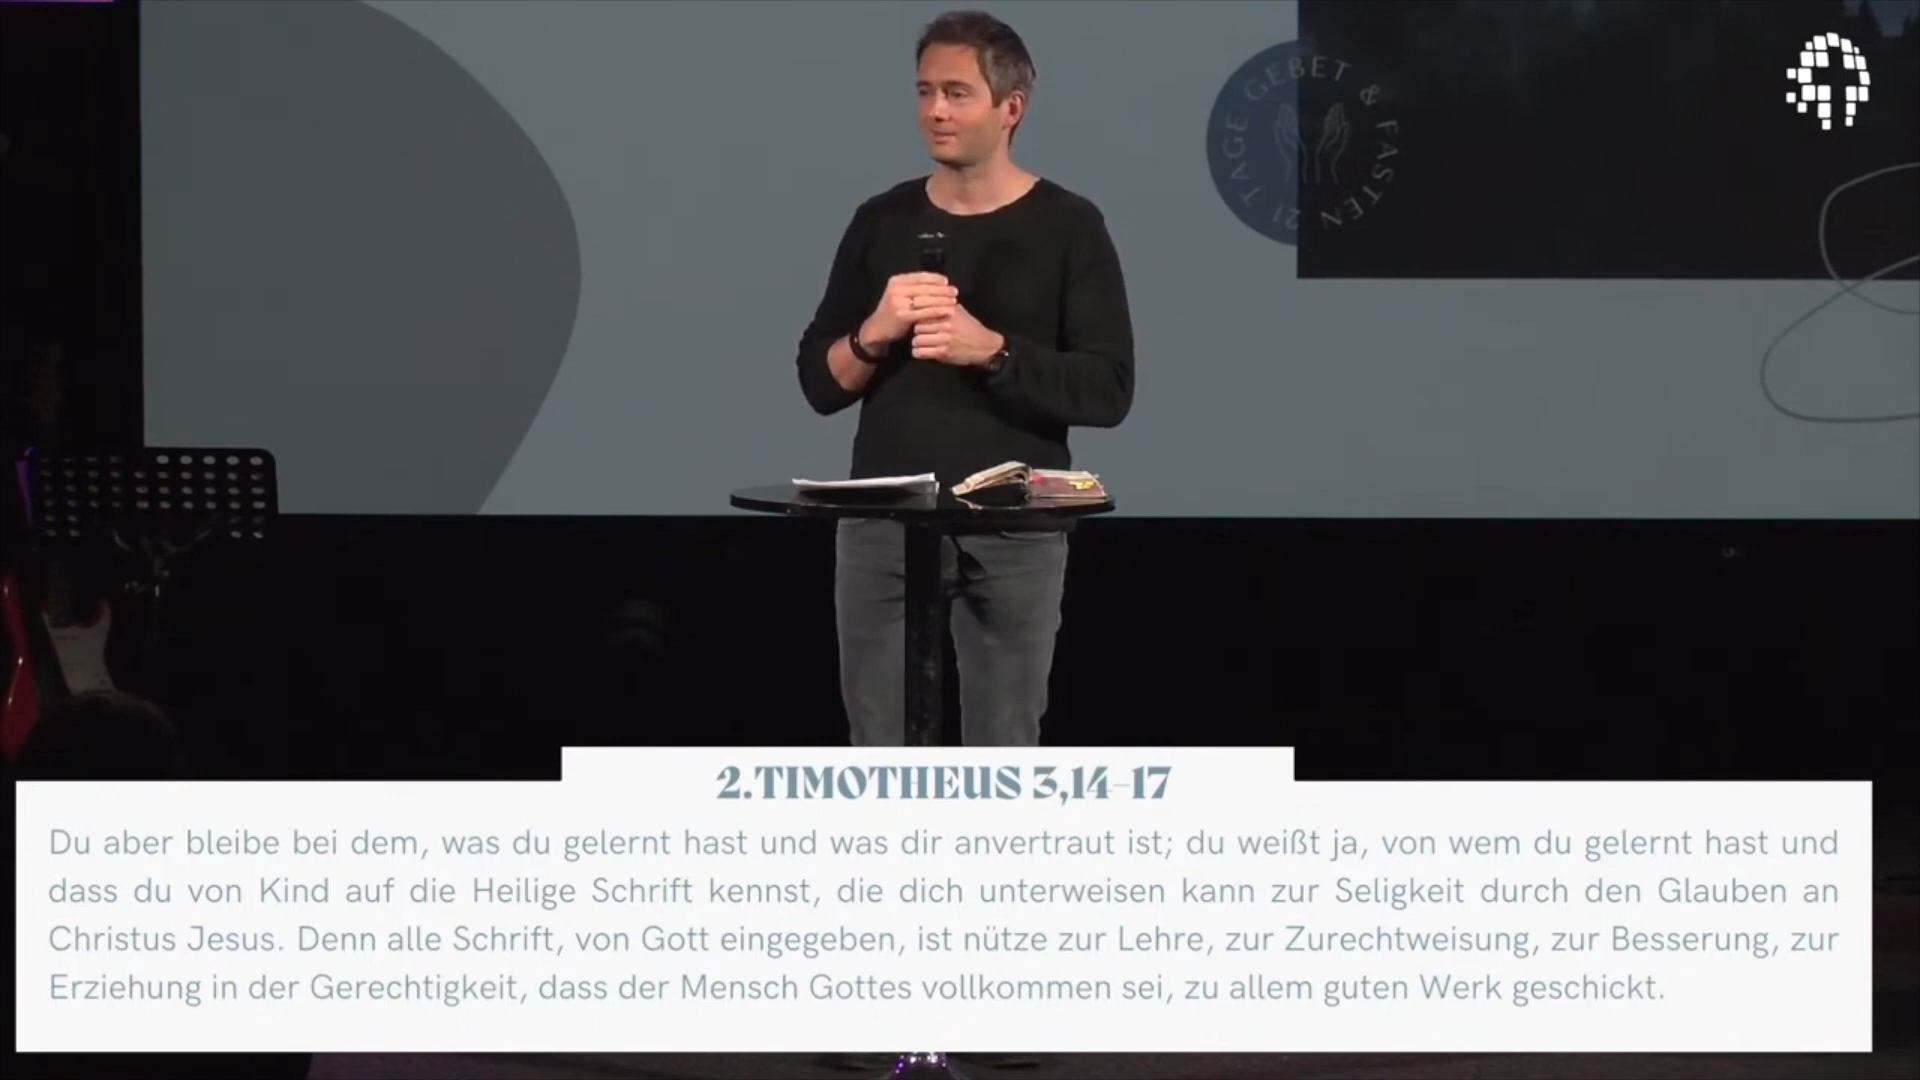 21 TAGE GEBET & FASTEN
2.TIMOTHEUS 3,14-17
Du aber bleibe bei dem, was du gelernt hast und was dir anvertraut ist; du weißt ja, von wem du gelernt hast und
dass du von Kind auf die Heilige Schrift kennst, die dich unterweisen kann zur Seligkeit durch den Glauben an
Christus Jesus. Denn alle Schrift, von Gott eingegeben, ist nütze zur Lehre, zur Zurechtweisung, zur Besserung, zur
Erziehung in der Gerechtigkeit, dass der Mensch Gottes vollkommen sei, zu allem guten Werk geschickt.